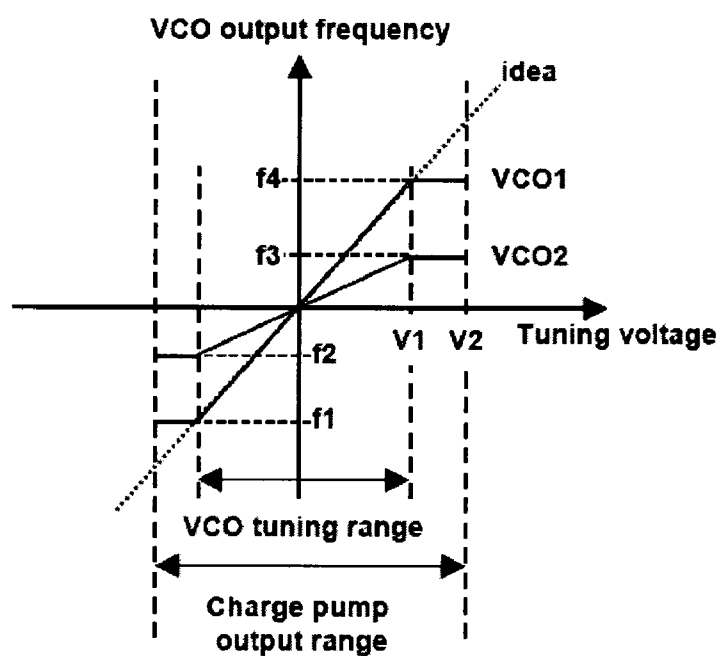 VCO output frequency
idea
f4
VCO1
f3
VCO2
V1
V2
Tuning voltage
f2
f1
VCO tuning range
Charge pump
output range